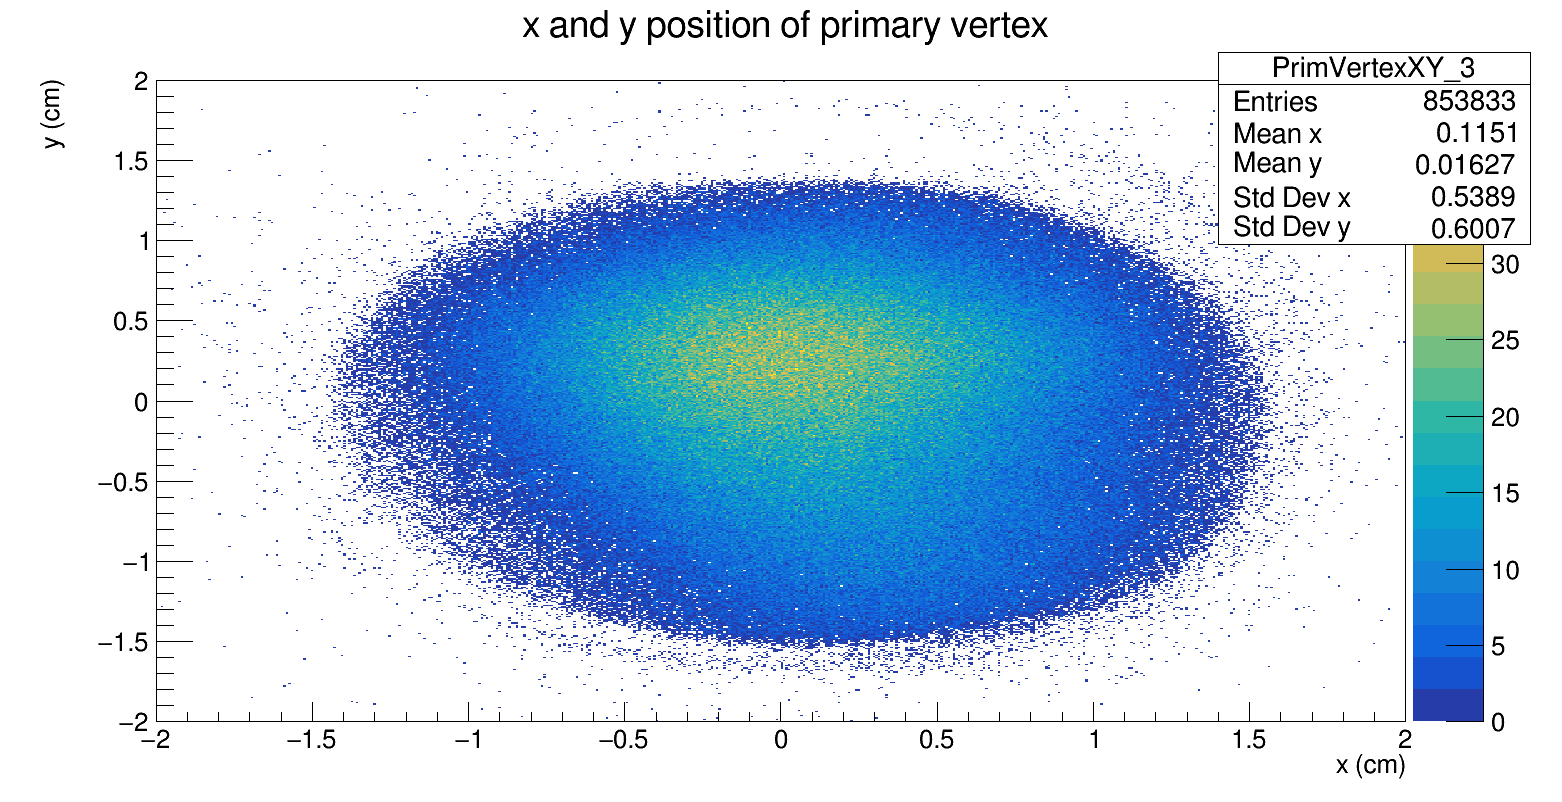 x and y position of primary vertex
PrimVertexXY_3
Entries 853833
Mean x 0.1151
Mean y 0.01627
Std Dev x 0.5389
Std Dev y 0.6007
y (cm)
2
1.5
1
0.5
0
−0.5
−1
−1.5
−2
30
25
20
15
10
5
0
−2 −1.5 −1 −0.5 0 0.5 1 1.5 2
x (cm)